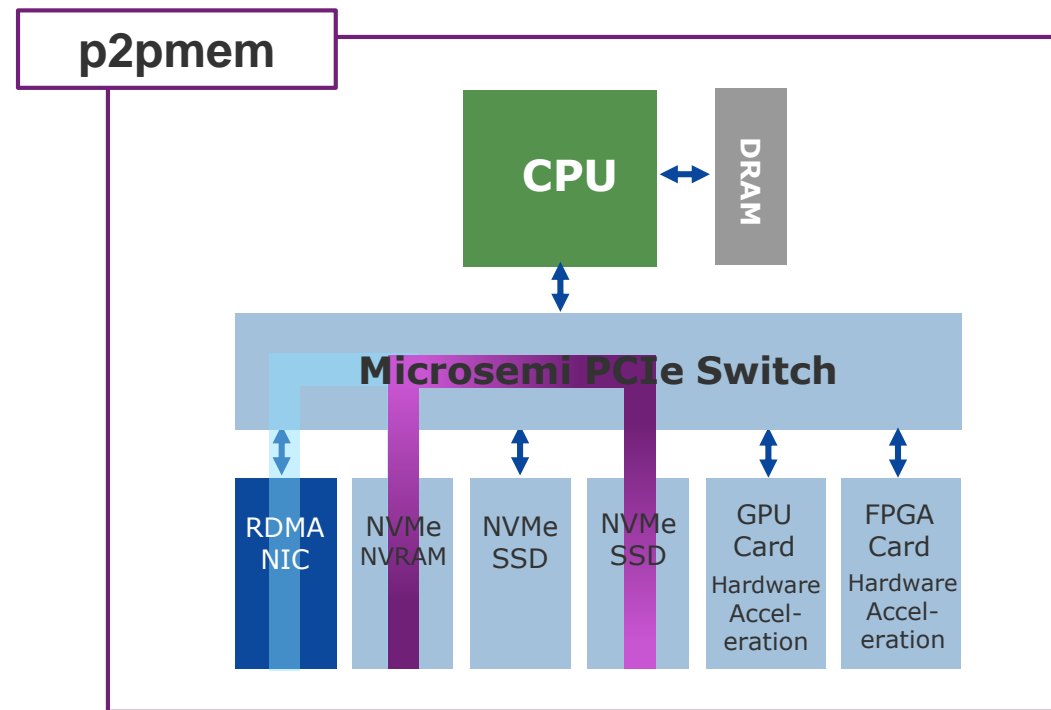 p2pmem
CPU
DRAM
Microsemi PCIe Switch
RDMA
NIC
NVMe
NVRAM
NVMe
SSD
NVMe
SSD
GPU
Card
Hardware
Accel-
eration
FPGA
Card
Hardware
Accel-
eration